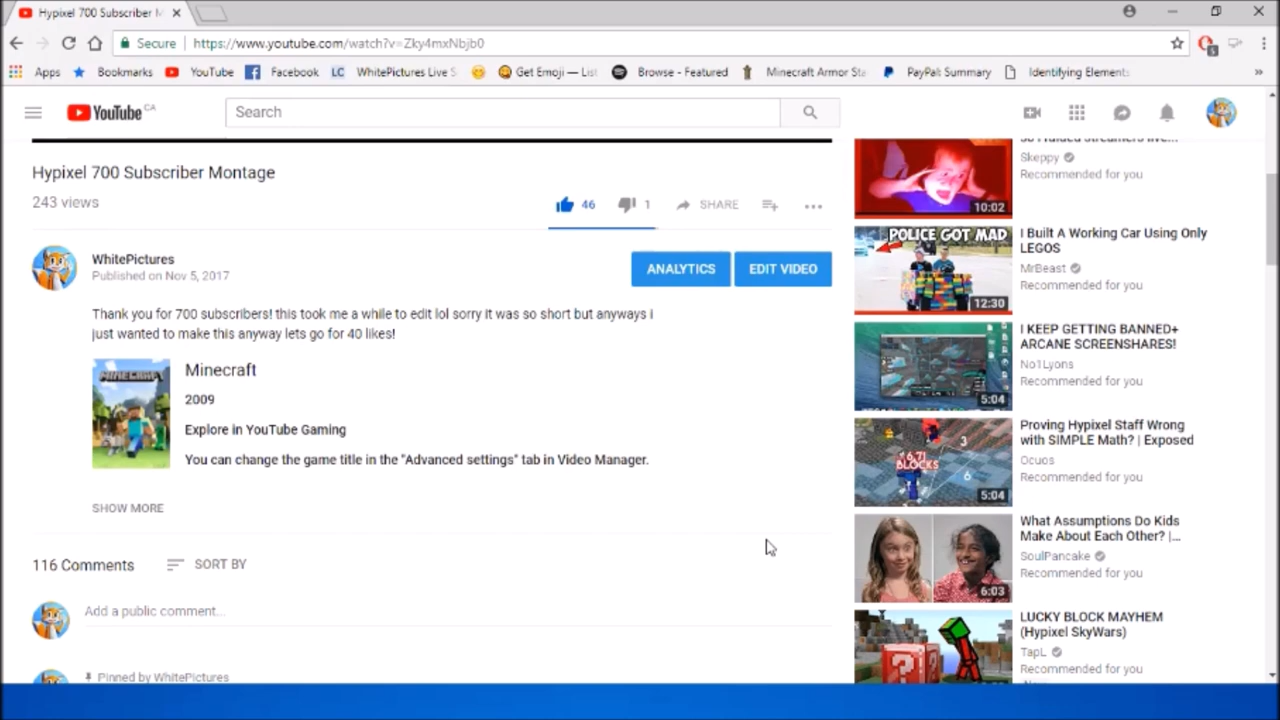 Hypixel 700 Subscriber M
Secure
https://www.youtube.com/watch?v=Zky4mxNbjb0
5
Apps
Bookmarks
YouTube
Facebook
LC
WhitePictures Live S
Get Emoji — List
Browse - Featured
Minecraft Armor Sta
PayPal: Summary
Identifying Elements
»
YouTube CA
Search
Hypixel 700 Subscriber Montage
243 views
46
1
SHARE
WhitePictures
Published on Nov 5, 2017
ANALYTICS
EDIT VIDEO
Thank you for 700 subscribers! this took me a while to edit lol sorry it was so short but anyways i
just wanted to make this anyway lets go for 40 likes!
MINECRAFT
Minecraft
2009
Explore in YouTube Gaming
You can change the game title in the "Advanced settings" tab in Video Manager.
SHOW MORE
116 Comments
SORT BY
Add a public comment...
Pinned by WhitePictures
Skeppy
Recommended for you
10:02
POLICE GOT MAD
12:30
I Built A Working Car Using Only
LEGOS
MrBeast
Recommended for you
5:04
I KEEP GETTING BANNED+
ARCANE SCREENSHARES!
No1Lyons
Recommended for you
3
6.71
BLOCKS
6
5:04
Proving Hypixel Staff Wrong
with SIMPLE Math? | Exposed
Ocuos
Recommended for you
6:03
What Assumptions Do Kids
Make About Each Other? |...
SoulPancake
Recommended for you
LUCKY BLOCK MAYHEM
(Hypixel SkyWars)
TapL
Recommended for you